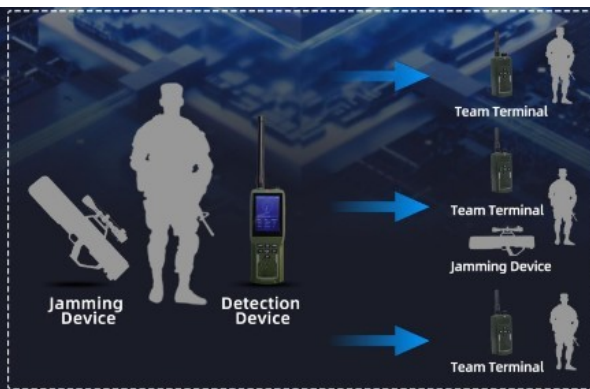 Jamming
Device
Detection
Device
Team Terminal
Team Terminal
Jamming Device
Team Terminal